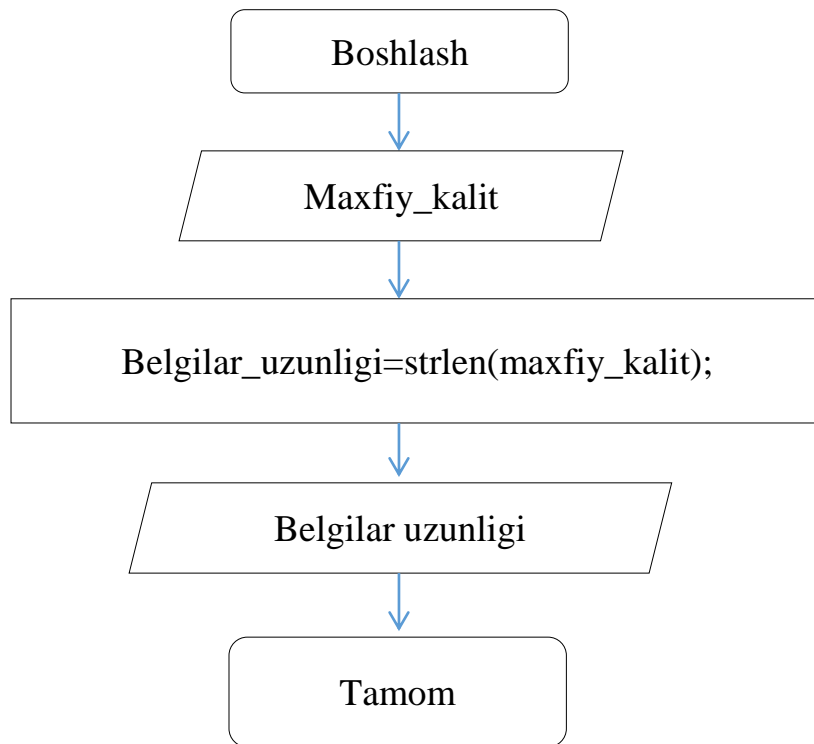 Boshlash
Maxfiy_kalit
Belgilar_uzunligi=strlen(maxfiy_kalit);
Belgilar uzunligi
Tamom